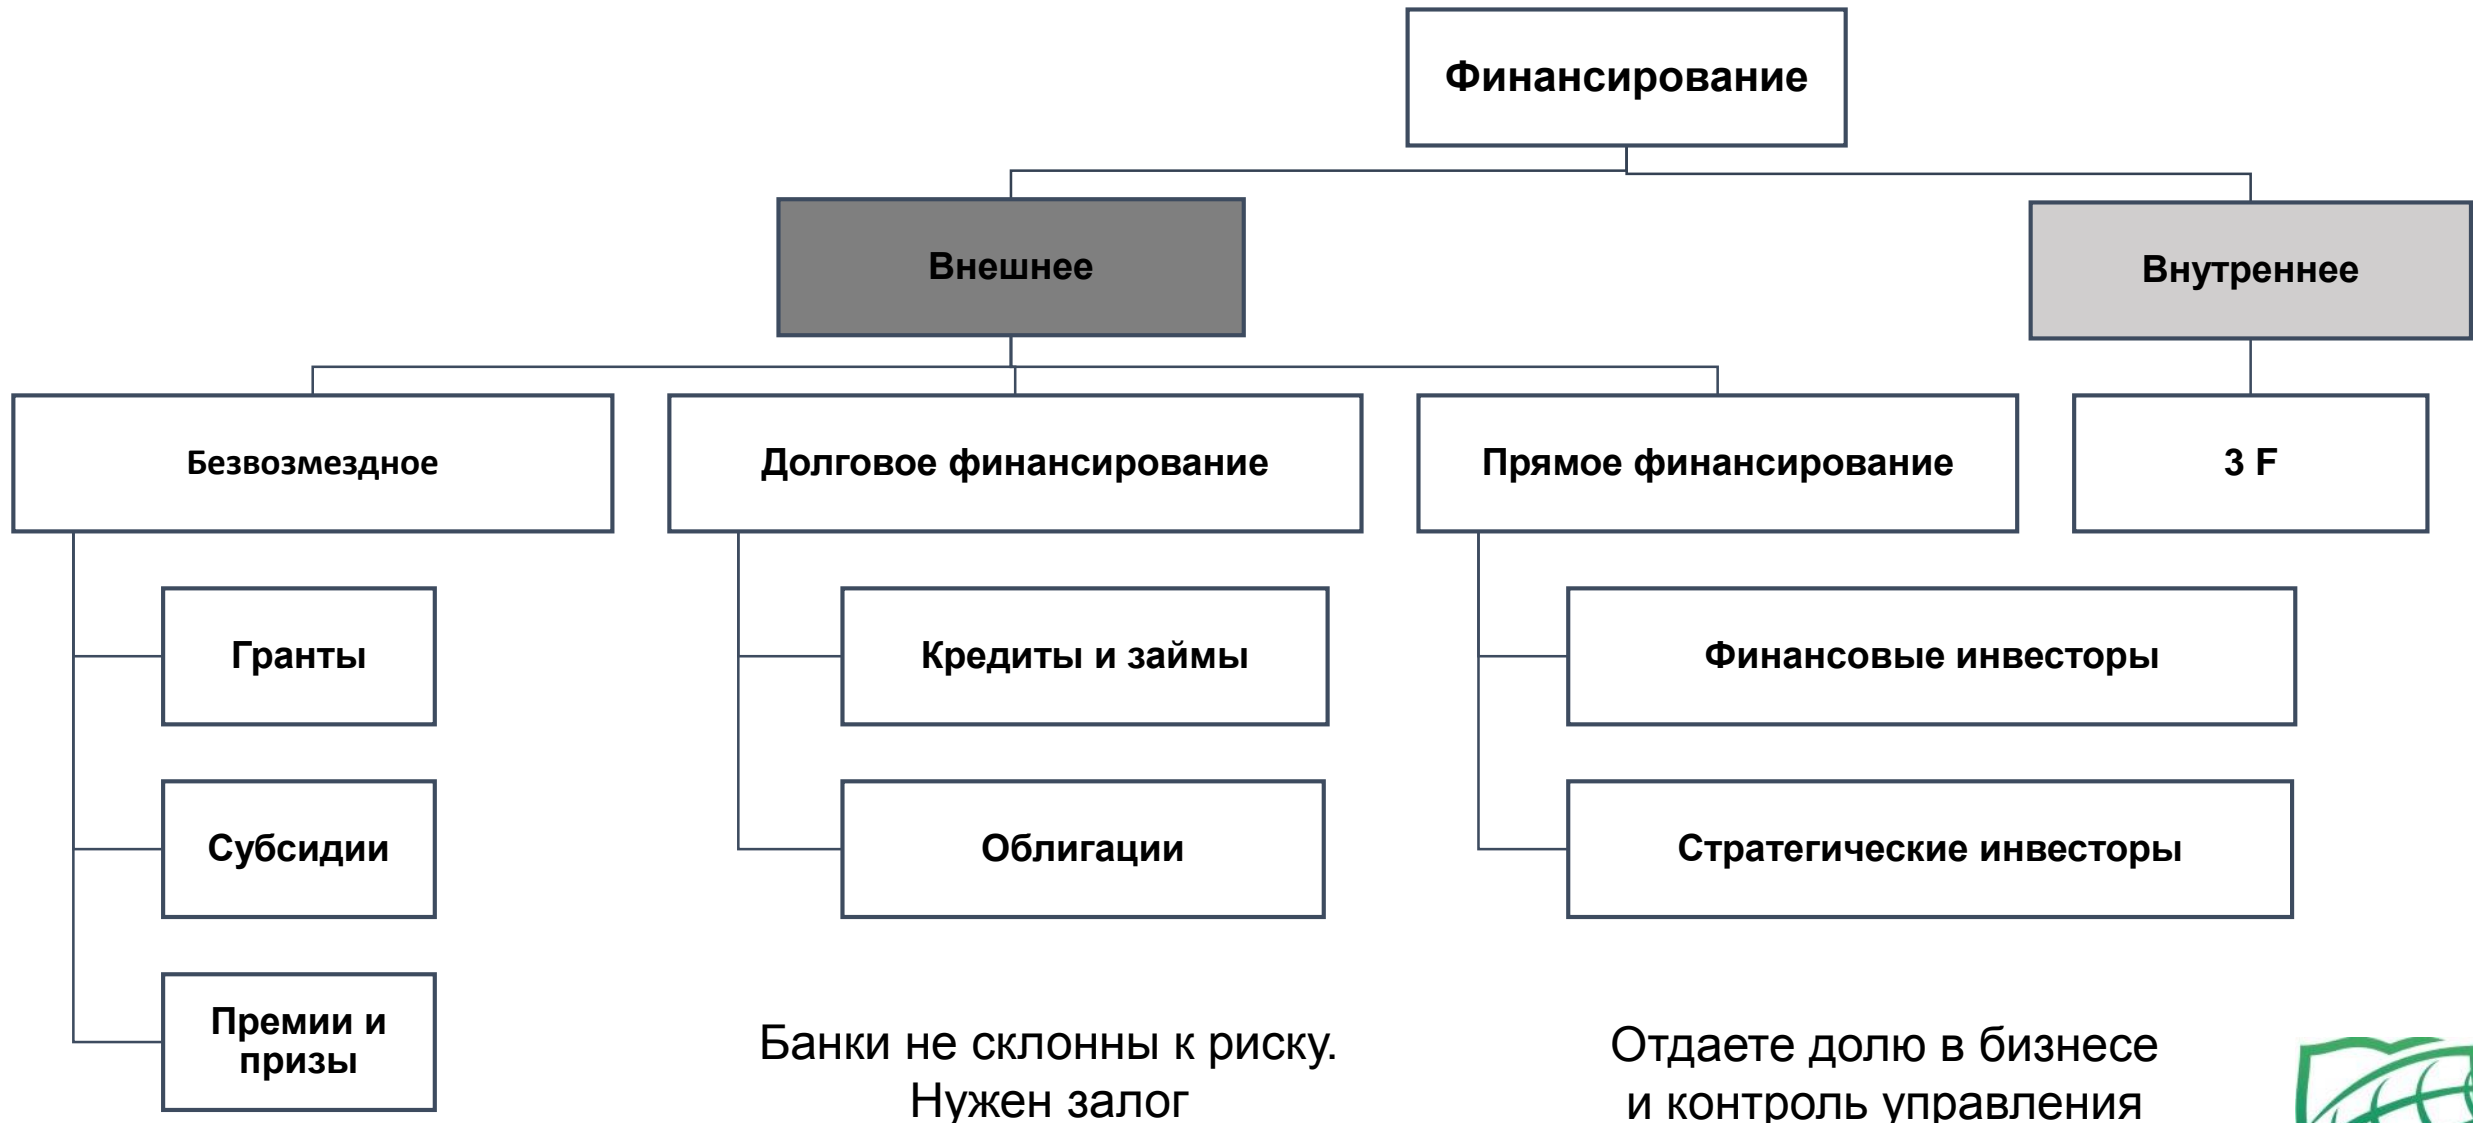 Финансирование
Внешнее
Внутреннее
Безвозмездное
Долговое финансирование
Прямое финансирование
3 F
Гранты
Кредиты и займы
Финансовые инвесторы
Субсидии
Облигации
Стратегические инвесторы
Премии и
призы
Банки не склонны к риску.
Нужен залог
Отдаете долю в бизнесе
и контроль управления